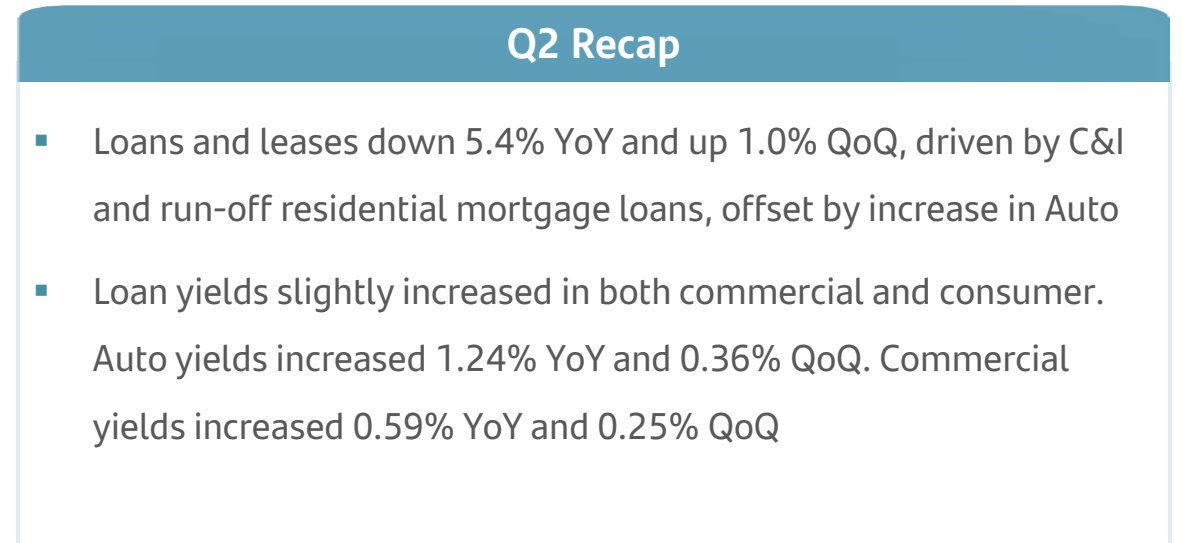 Q2 Recap
▪ Loans and leases down 5.4% YoY and up 1.0% QoQ, driven by C&I
and run-off residential mortgage loans, offset by increase in Auto
▪ Loan yields slightly increased in both commercial and consumer.
Auto yields increased 1.24% YoY and 0.36% QoQ. Commercial
yields increased 0.59% YoY and 0.25% QoQ